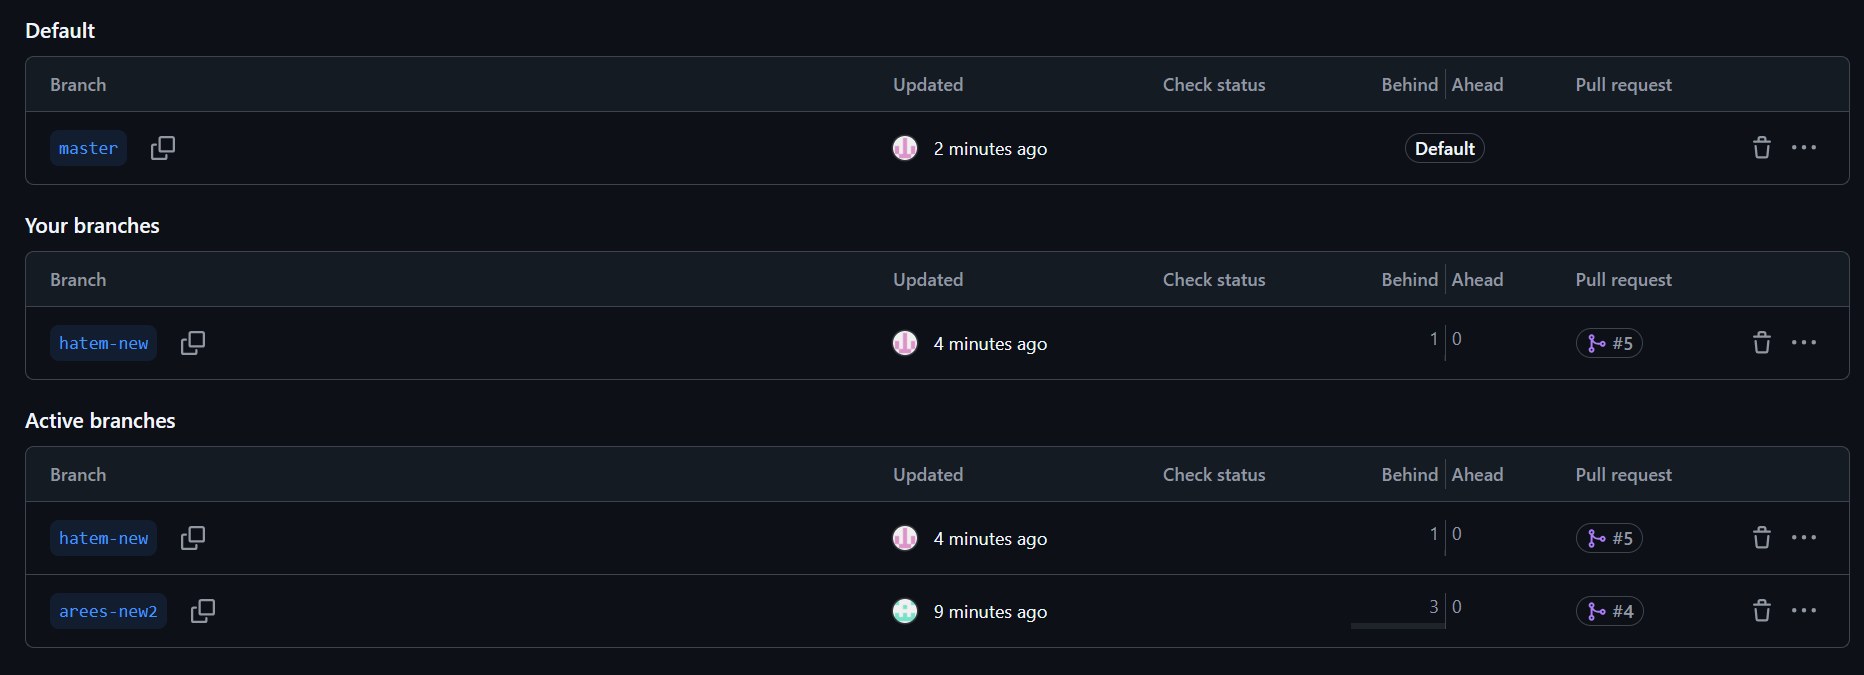 Default
Branch Updated Check status Behind Ahead Pull request
master 2 minutes ago Default
Your branches
Branch Updated Check status Behind Ahead Pull request
hatem-new 4 minutes ago 1 0 #5
Active branches
Branch Updated Check status Behind Ahead Pull request
hatem-new 4 minutes ago 1 0 #5
arees-new2 9 minutes ago 3 0 #4